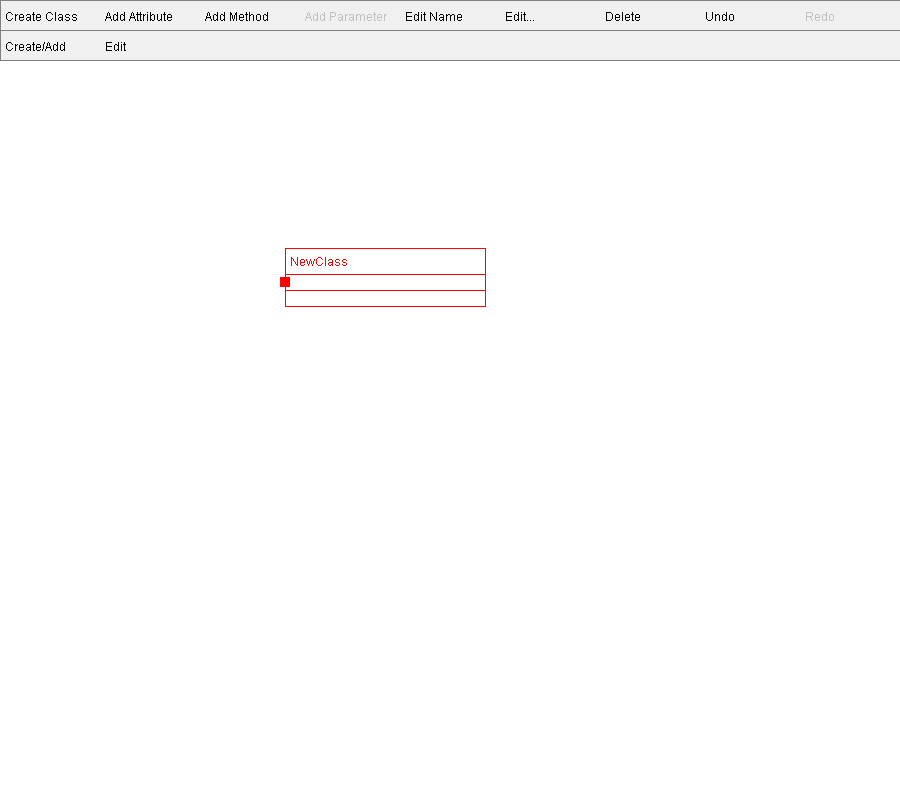 Create Class Add Attribute Add Method Add Parameter Edit Name Edit... Delete Undo Redo
Create/Add Edit
NewClass